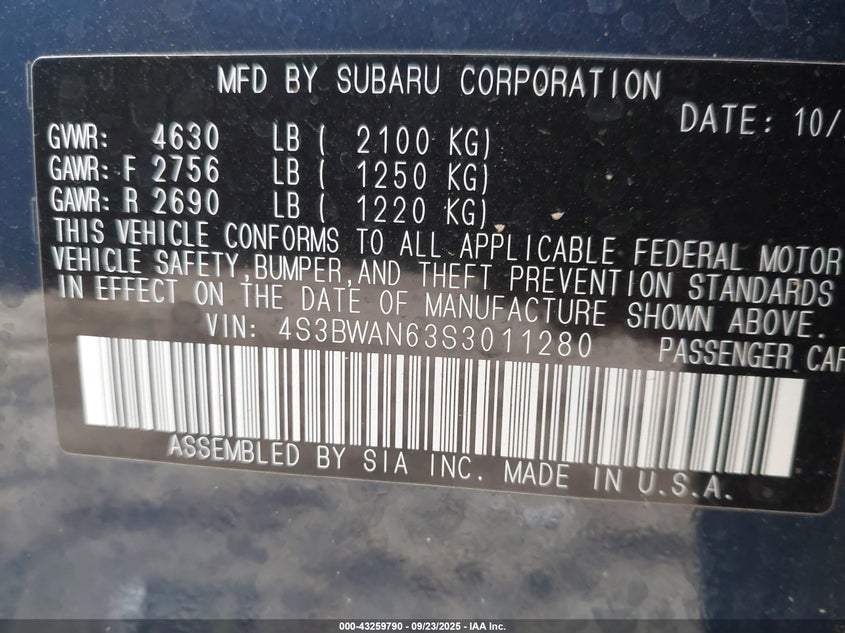 MFD BY SUBARU CORPORATION
DATE: 10/
GVWR: 4630 LB ( 2100 KG)
GAWR: F 2756 LB ( 1250 KG)
GAWR: R 2690 LB ( 1220 KG)
THIS VEHICLE CONFORMS TO ALL APPLICABLE FEDERAL MOTOR
VEHICLE SAFETY,BUMPER,AND THEFT PREVENTION STANDARDS
IN EFFECT ON THE DATE OF MANUFACTURE SHOWN ABOVE.
VIN: 4S3BWAN63S3011280 PASSENGER CAR
ASSEMBLED BY SIA INC. MADE IN U.S.A.
000-43259790 - 09/23/2025 - IAA Inc.